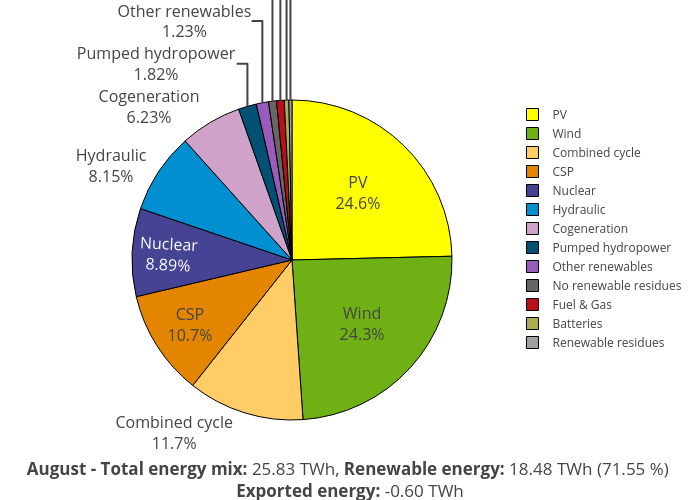 Other renewables
1.23%
Pumped hydropower
1.82%
Cogeneration
6.23%
Hydraulic
8.15%
Nuclear
8.89%
CSP
10.7%
Combined cycle
11.7%
PV
24.6%
Wind
24.3%
PV
Wind
Combined cycle
CSP
Nuclear
Hydraulic
Cogeneration
Pumped hydropower
Other renewables
No renewable residues
Fuel & Gas
Batteries
Renewable residues
August - Total energy mix: 25.83 TWh, Renewable energy: 18.48 TWh (71.55 %)
Exported energy: -0.60 TWh